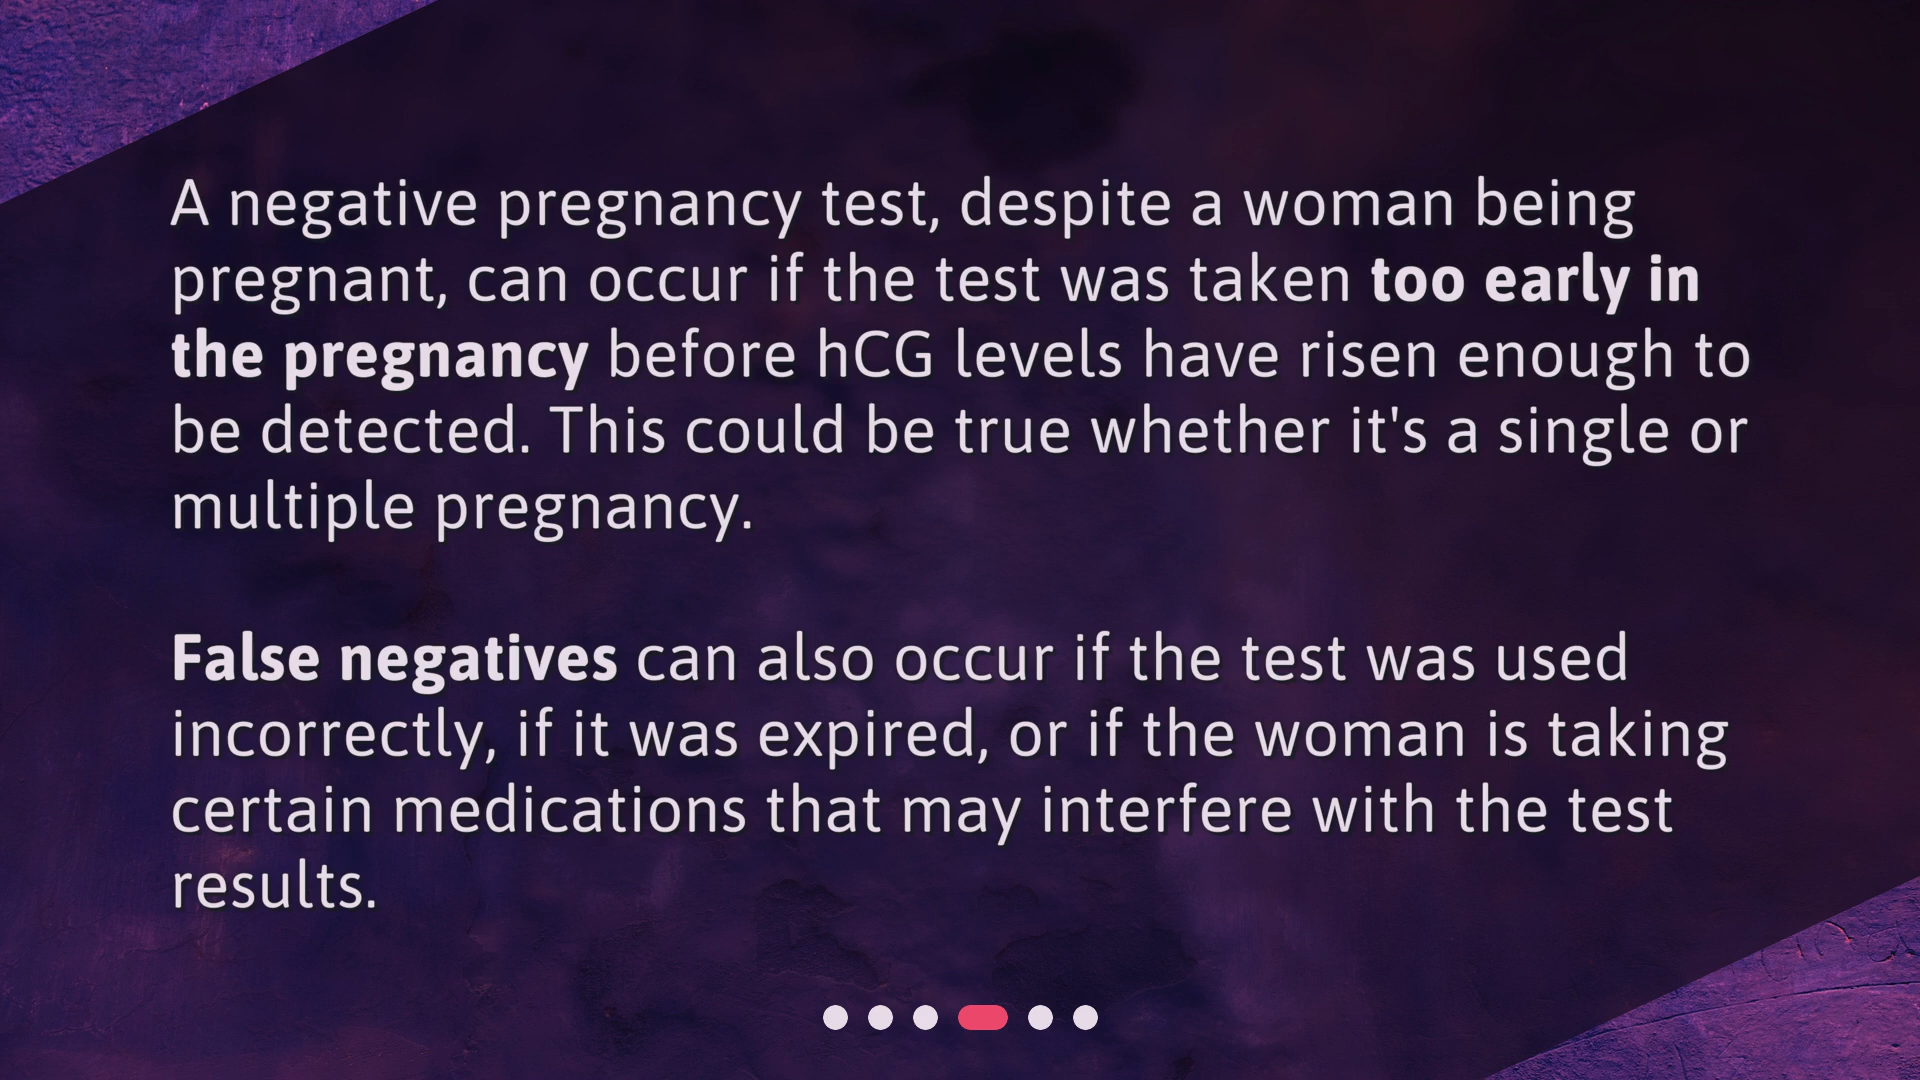 A negative pregnancy test, despite a woman being
pregnant, can occur if the test was taken too early in
the pregnancy before hCG levels have risen enough to
be detected. This could be true whether it's a single or
multiple pregnancy.
False negatives can also occur if the test was used
incorrectly, if it was expired, or if the woman is taking
certain medications that may interfere with the test
results.